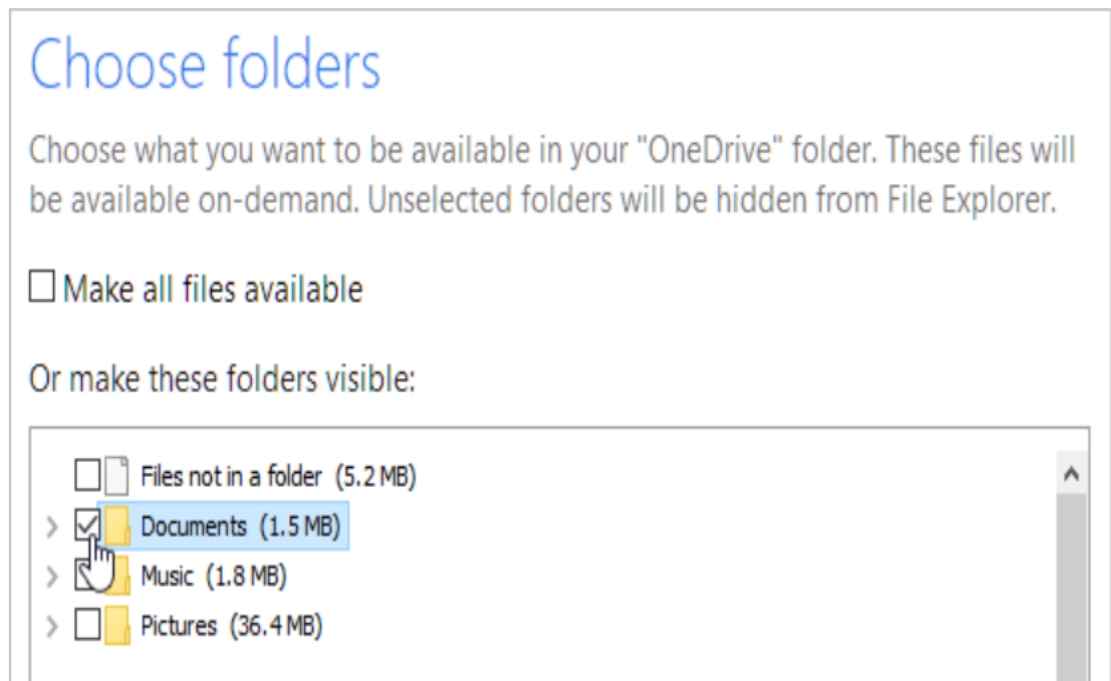 Choose folders
Choose what you want to be available in your "OneDrive" folder. These files will
be available on-demand. Unselected folders will be hidden from File Explorer.
Make all files available
Or make these folders visible:
Files not in a folder (5.2 MB)
Documents (1.5 MB)
Music (1.8 MB)
Pictures (36.4 MB)